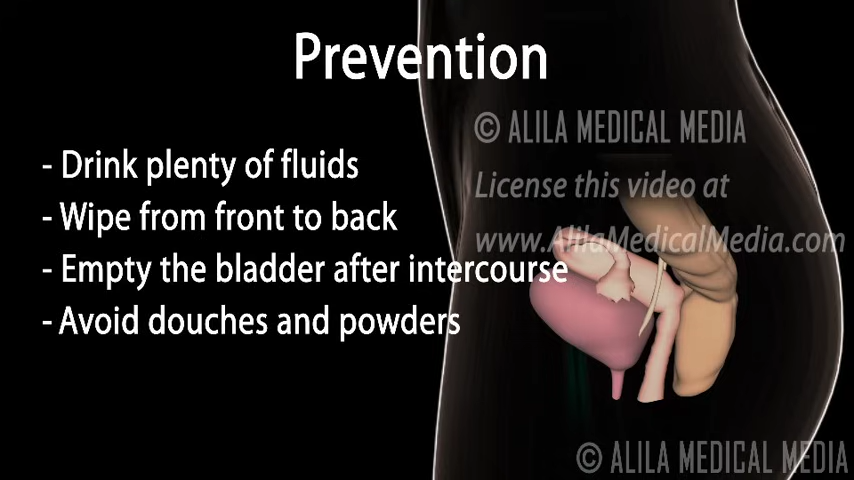 Prevention
© ALILA MEDICAL MEDIA
- Drink plenty of fluids
License this video at
- Wipe from front to back
www.AlilaMedicalMedia.com
- Empty the bladder after intercourse
- Avoid douches and powders
© ALILA MEDICAL MEDIA